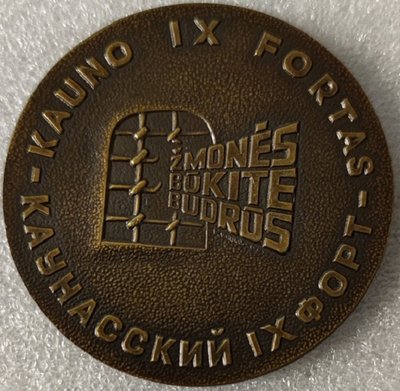 KAUNO IX FORTAS
ŽMONĖS
BŪKITE
BUDRŪS
КАУНАССКИЙ IX ФОРТ